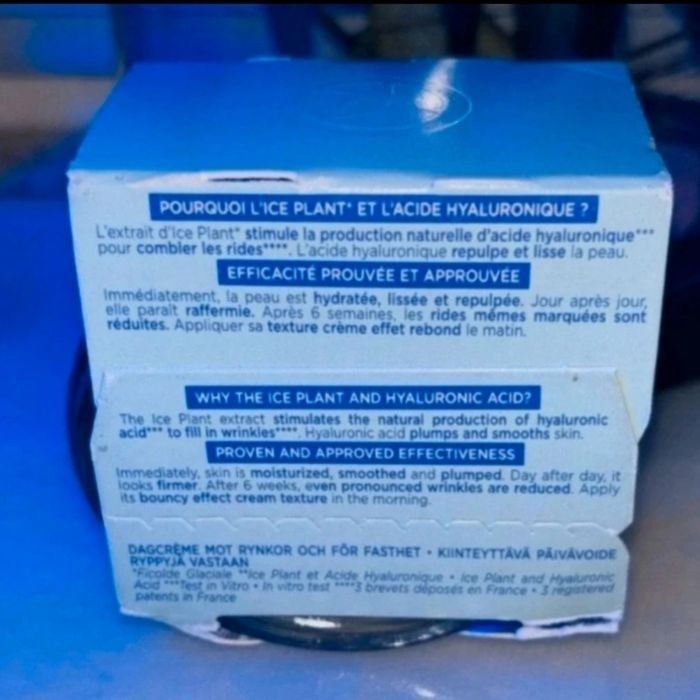 POURQUOI L'ICE PLANT* ET L'ACIDE HYALURONIQUE ?
L'extrait d'Ice Plant* stimule la production naturelle d'acide hyaluronique***
pour combler les rides****. L'acide hyaluronique repulpe et lisse la peau.
EFFICACITÉ PROUVÉE ET APPROUVÉE
Immédiatement, la peau est hydratée, lissée et repulpée. Jour après jour,
elle paraît raffermie. Après 6 semaines, les rides mêmes marquées sont
réduites. Appliquer sa texture crème effet rebond le matin.
WHY THE ICE PLANT AND HYALURONIC ACID?
The Ice Plant extract stimulates the natural production of hyaluronic
acid*** to fill in wrinkles****. Hyaluronic acid plumps and smooths skin.
PROVEN AND APPROVED EFFECTIVENESS
Immediately, skin is moisturized, smoothed and plumped. Day after day, it
looks firmer. After 6 weeks, even pronounced wrinkles are reduced. Apply
its bouncy effect cream texture in the morning.
DAGCRÈME MOT RYNKOR OCH FÖR FASTHET • KIINTEYTTÄVÄ PÄIVÄVOIDE
RYPPYJÄ VASTAAN
*Ficoïde Glaciale **Ice Plant et Acide Hyaluronique • Ice Plant and Hyaluronic
Acid ***Test in Vitro • In vitro test ****3 brevets déposés en France • 3 registered
patents in France